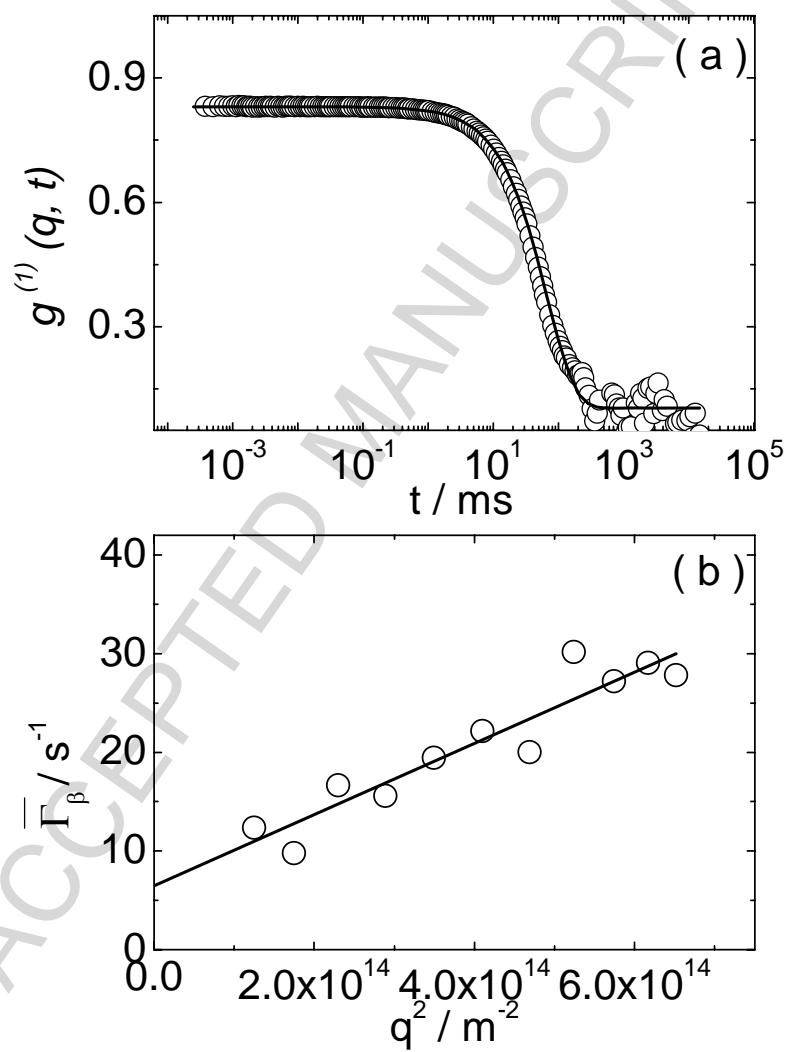 ( a )
0.9
0.6
0.3
g (1) (q, t)
10-3 10-1 101 103 105
t / ms
( b )
40
30
20
10
0
Γβ / s-1
0.0 2.0x1014 4.0x1014 6.0x1014
q2 / m-2
ACCEPTED MANUSCRI